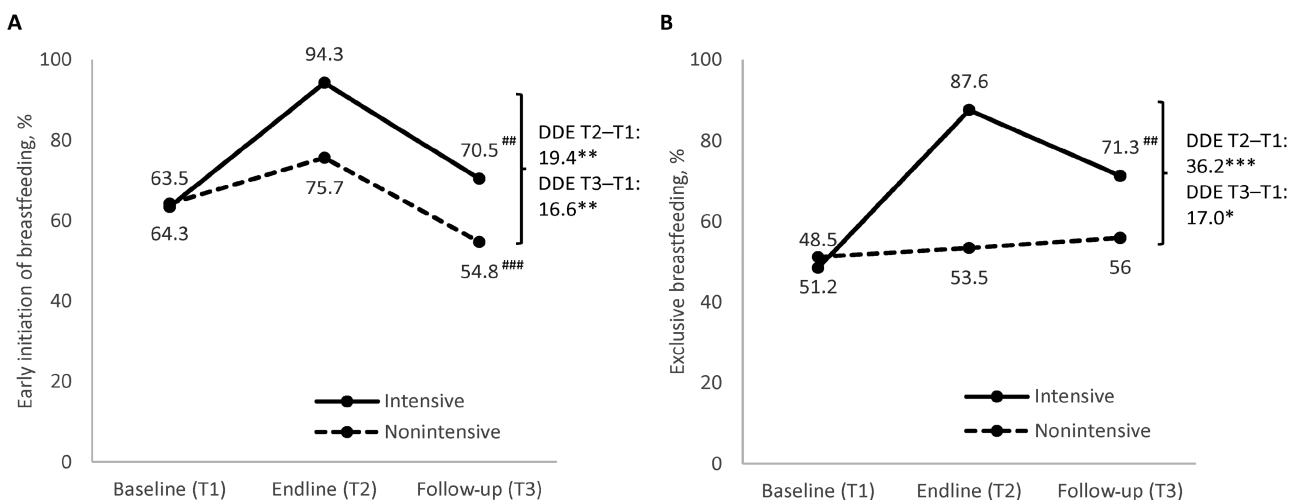 A
Early initiation of breastfeeding, %
100
80
60
40
20
0
94.3
63.5
70.5 ##
64.3
75.7
54.8 ###
DDE T2–T1:
19.4**
DDE T3–T1:
16.6**
Intensive
Nonintensive
Baseline (T1) Endline (T2) Follow-up (T3)
B
Exclusive breastfeeding, %
100
80
60
40
20
0
87.6
71.3 ##
48.5
51.2
53.5
56
DDE T2–T1:
36.2***
DDE T3–T1:
17.0*
Intensive
Nonintensive
Baseline (T1) Endline (T2) Follow-up (T3)